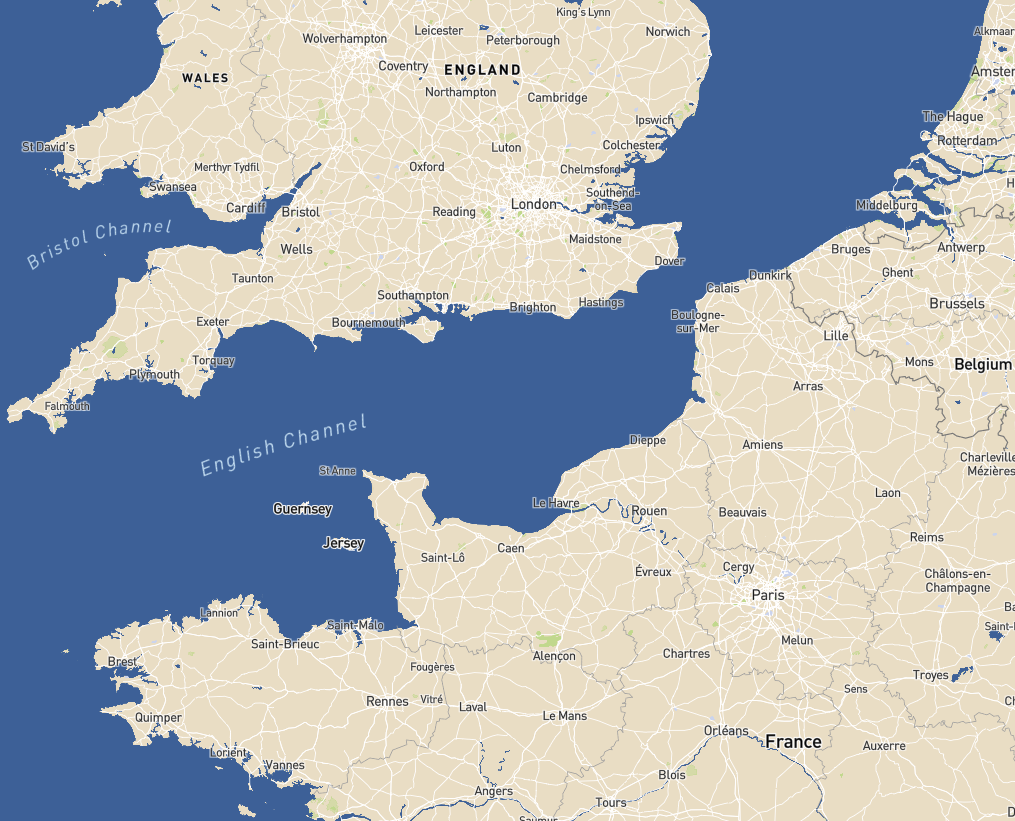 King's Lynn
Leicester
Norwich
Wolverhampton
Peterborough
Alkmaar
Coventry
ENGLAND
WALES
Northampton
Cambridge
The Hague
Ipswich
Rotterdam
St David's
Luton
Colchester
Merthyr Tydfil
Oxford
Chelmsford
Swansea
Southend-
on-Sea
London
Middelburg
Cardiff
Bristol
Reading
Bristol Channel
Maidstone
Wells
Bruges
Antwerp
Dover
Taunton
Dunkirk
Ghent
Calais
Southampton
Hastings
Brighton
Brussels
Boulogne-
sur-Mer
Exeter
Bournemouth
Lille
Torquay
Mons
Belgium
Plymouth
Arras
Falmouth
English Channel
Dieppe
Amiens
Charleville
Mézières
St Anne
Laon
Guernsey
Le Havre
Rouen
Beauvais
Jersey
Caen
Reims
Saint-Lô
Évreux
Cergy
Châlons-en-
Champagne
Paris
Lannion
Saint-Malo
Saint-Brieuc
Melun
Brest
Fougères
Alençon
Chartres
Troyes
Rennes
Vitré
Laval
Sens
Quimper
Le Mans
Orléans
France
Auxerre
Lorient
Vannes
Blois
Angers
Tours